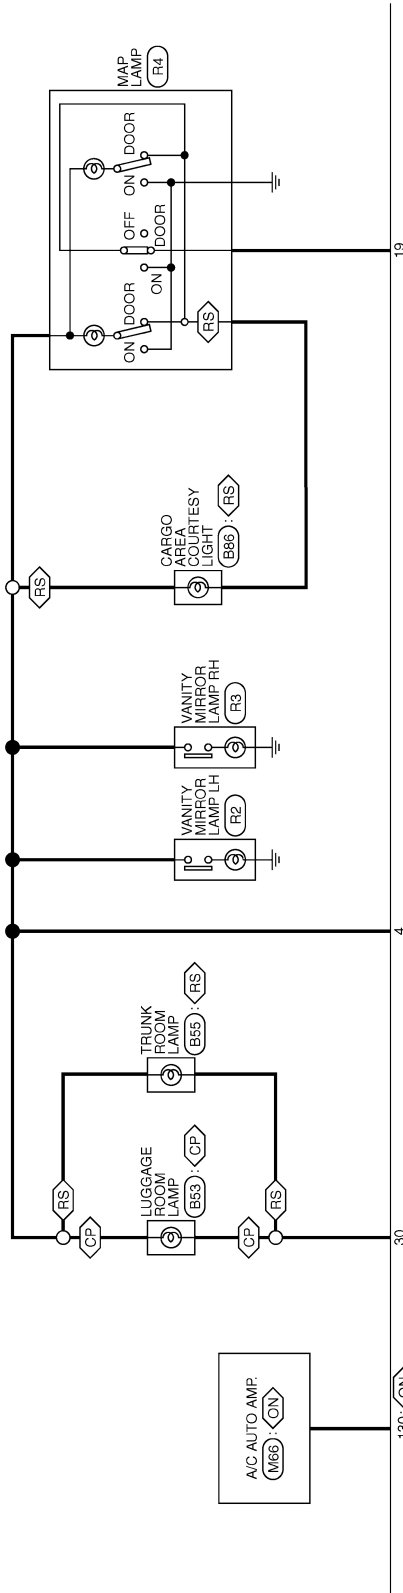 MAP
LAMP
R4
DOOR
ON
OFF
DOOR
ON
DOOR
ON
RS
19
CARGO
AREA
COURTESY
LIGHT
B86 : RS
RS
VANITY
MIRROR
LAMP RH
R3
VANITY
MIRROR
LAMP LH
R2
4
TRUNK
ROOM
LAMP
B55 : RS
RS
RS
LUGGAGE
ROOM
LAMP
B53 : CP
CP
CP
30
A/C AUTO AMP.
M66 : ON